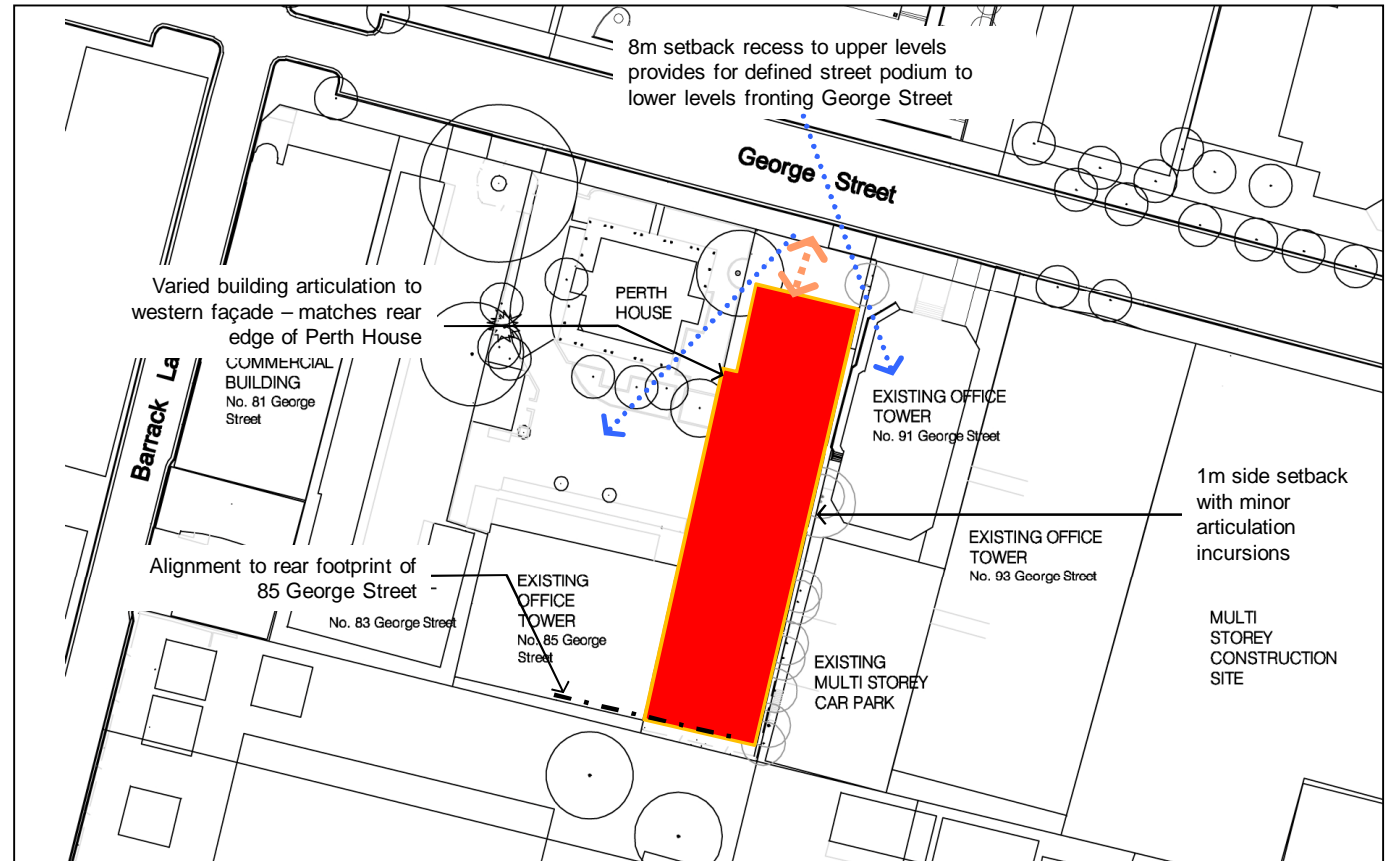 8m setback recess to upper levels
provides for defined street podium to
lower levels fronting George Street
George Street
Varied building articulation to
western façade – matches rear
edge of Perth House
PERTH
HOUSE
COMMERCIAL
BUILDING
No. 81 George
Street
Barrack La
EXISTING OFFICE
TOWER
No. 91 George Street
1m side setback
with minor
articulation
incursions
EXISTING OFFICE
TOWER
No. 93 George Street
Alignment to rear footprint of
85 George Street
No. 83 George Street
EXISTING
OFFICE
TOWER
No. 85 George
Street
MULTI
STOREY
CONSTRUCTION
SITE
EXISTING
MULTI STOREY
CAR PARK